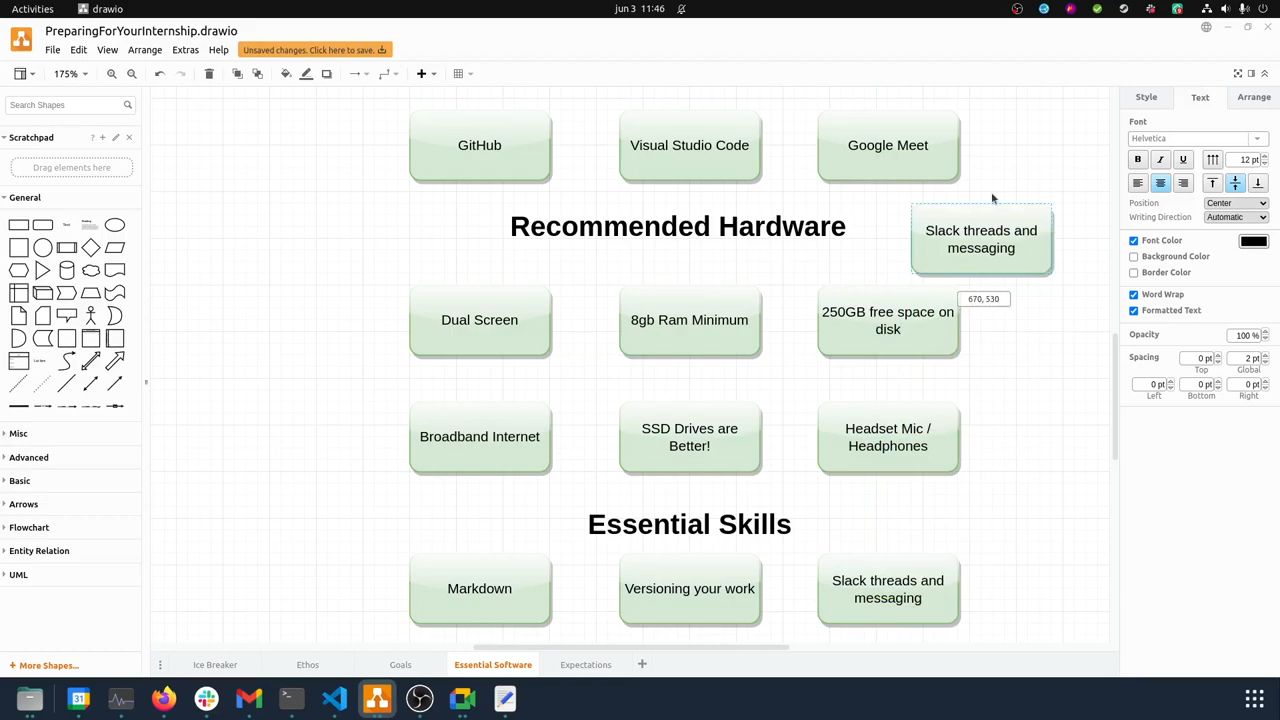 Activities
drawio
jun 3 11:46
PreparingForYourInternship.drawio
File Edit View Arrange Extras Help
Unsaved changes. Click here to save.
175%
Search Shapes
Scratchpad
?
Drag elements here
General
Text
Heading
List Item
Misc
Advanced
Basic
Arrows
Flowchart
Entity Relation
UML
More Shapes...
GitHub
Visual Studio Code
Google Meet
Recommended Hardware
Slack threads and
messaging
670, 530
Dual Screen
8gb Ram Minimum
250GB free space on
disk
Broadband Internet
SSD Drives are
Better!
Headset Mic /
Headphones
Essential Skills
Markdown
Versioning your work
Slack threads and
messaging
Ice Breaker
Ethos
Goals
Essential Software
Expectations
Style Text Arrange
Font
Helvetica
B I U
12 pt
Position
Center
Writing Direction
Automatic
Font Color
Background Color
Border Color
Word Wrap
Formatted Text
Opacity
100 %
Spacing
0 pt
2 pt
Top
Global
0 pt
0 pt
0 pt
Left
Bottom
Right
31